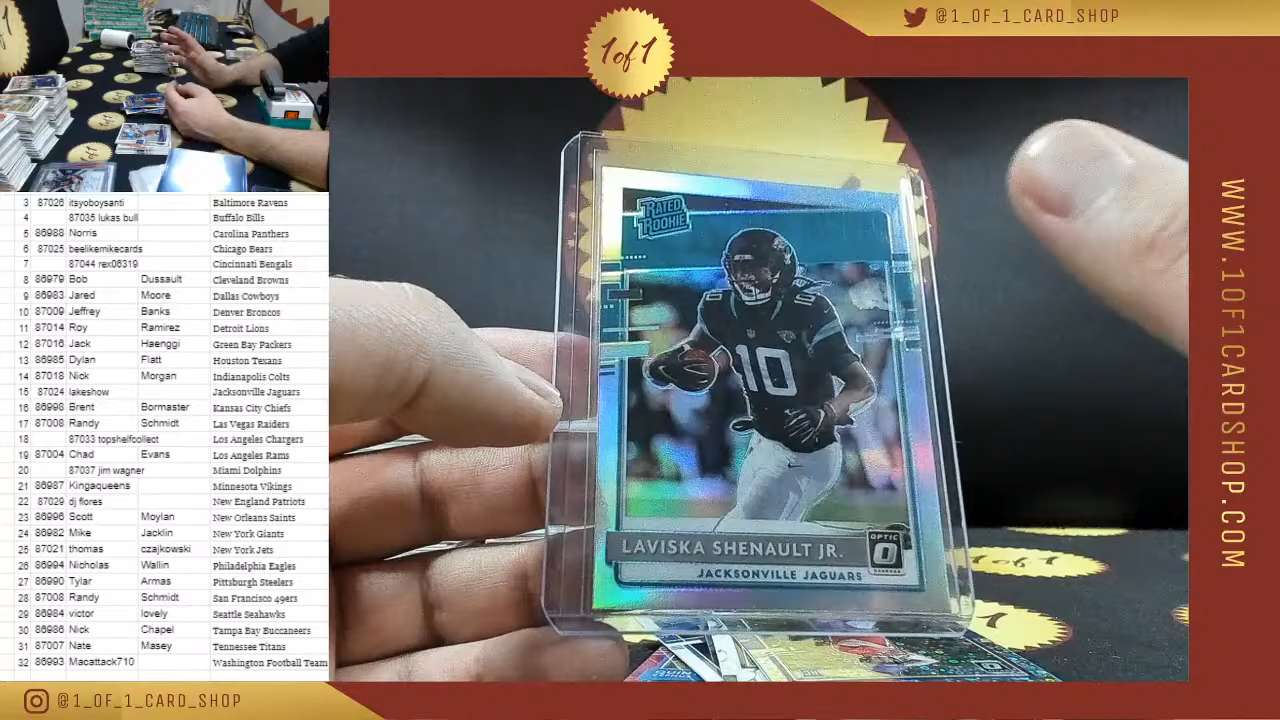 1of1
@1_OF_1_CARD_SHOP
3 87026 itsyoboysanti Baltimore Ravens
4 87035 lukas bull Buffalo Bills
5 86988 Norris Carolina Panthers
6 87025 beelikemikecards Chicago Bears
7 87044 rex06319 Cincinnati Bengals
8 86979 Bob Dussault Cleveland Browns
9 86983 Jared Moore Dallas Cowboys
10 87009 Jeffrey Banks Denver Broncos
11 87014 Roy Ramirez Detroit Lions
12 87016 Jack Haenggi Green Bay Packers
13 86985 Dylan Flatt Houston Texans
14 87018 Nick Morgan Indianapolis Colts
15 87024 lakeshow Jacksonville Jaguars
16 86998 Brent Bormaster Kansas City Chiefs
17 87008 Randy Schmidt Las Vegas Raiders
18 87033 topshelfcollect Los Angeles Chargers
19 87004 Chad Evans Los Angeles Rams
20 87037 jim wagner Miami Dolphins
21 86987 Kingaqueens Minnesota Vikings
22 87029 dj flores New England Patriots
23 86996 Scott Moylan New Orleans Saints
24 86982 Mike Jacklin New York Giants
25 87021 thomas czajkowski New York Jets
26 86994 Nicholas Wallin Philadelphia Eagles
27 86990 Tylar Armas Pittsburgh Steelers
28 87008 Randy Schmidt San Francisco 49ers
29 86984 victor lovely Seattle Seahawks
30 86986 Nick Chapel Tampa Bay Buccaneers
31 87007 Nate Masey Tennessee Titans
32 86993 Macattack710 Washington Football Team
RATED
ROOKIE
10
10
10
LAVISKA SHENAULT JR.
OPTIC
JACKSONVILLE JAGUARS
WWW.1OF1CARDSHOP.COM
@1_OF_1_CARD_SHOP